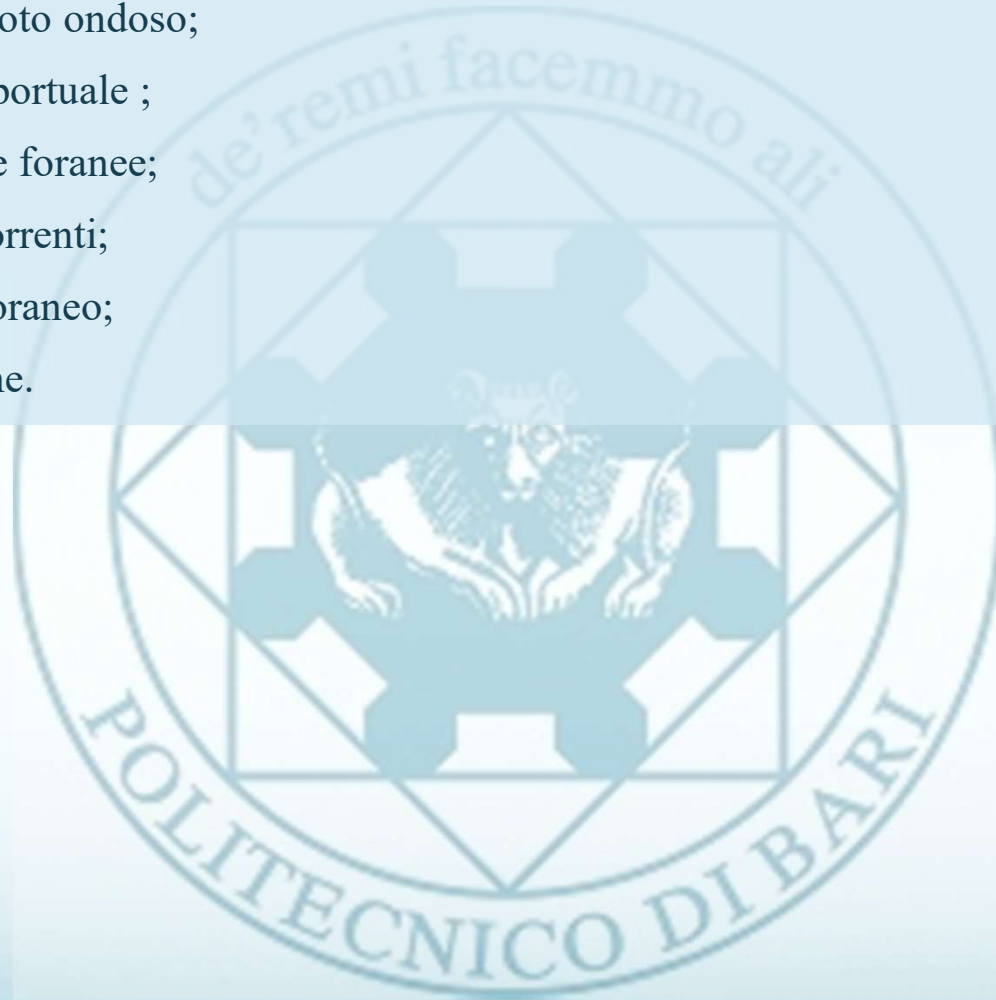 oto ondoso;
portuale ;
e foranee;
orrenti;
oraneo;
ne.
de' remi facemmo ali
POLITECNICO DI BARI